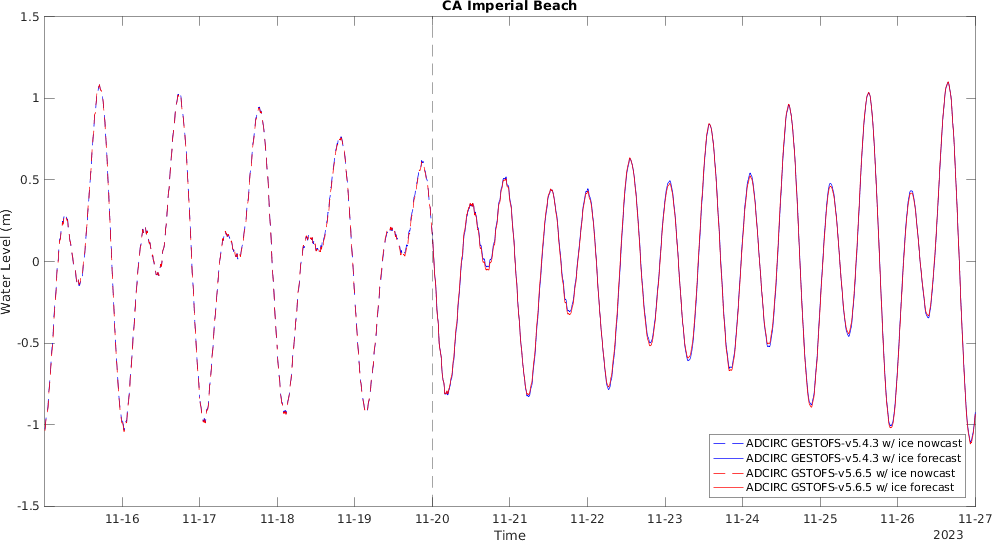 CA Imperial Beach
1.5
1
0.5
0
-0.5
-1
-1.5
Water Level (m)
11-16 11-17 11-18 11-19 11-20 11-21 11-22 11-23 11-24 11-25 11-26 11-27
Time
2023
ADCIRC GESTOFS-v5.4.3 w/ ice nowcast
ADCIRC GESTOFS-v5.4.3 w/ ice forecast
ADCIRC GSTOFS-v5.6.5 w/ ice nowcast
ADCIRC GSTOFS-v5.6.5 w/ ice forecast